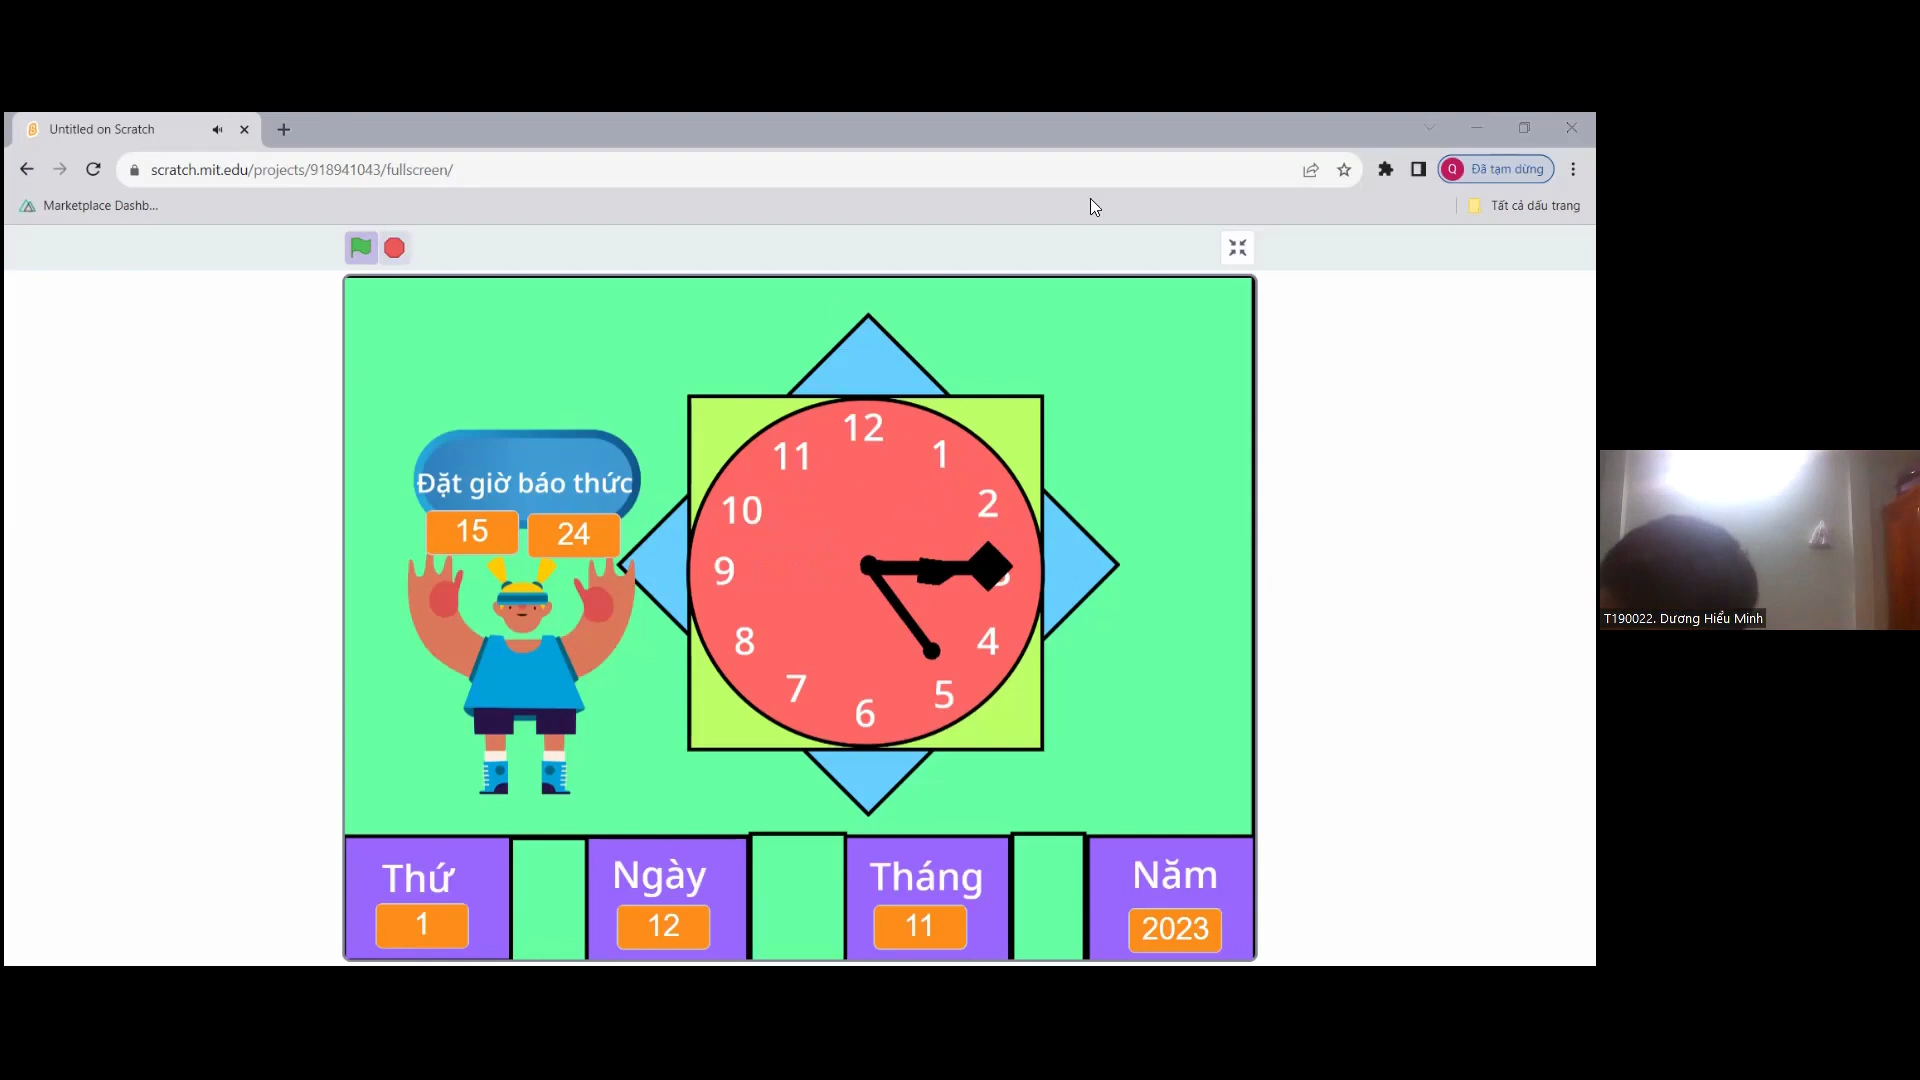 Untitled on Scratch
scratch.mit.edu/projects/918941043/fullscreen/
Q Đã tạm dừng
Marketplace Dashb...
Tất cả dấu trang
Đặt giờ báo thức
15 24
12
11 1
10 2
9
8 4
7 5
6
Thứ Ngày Tháng Năm
1 12 11 2023
T190022. Dương Hiểu Minh